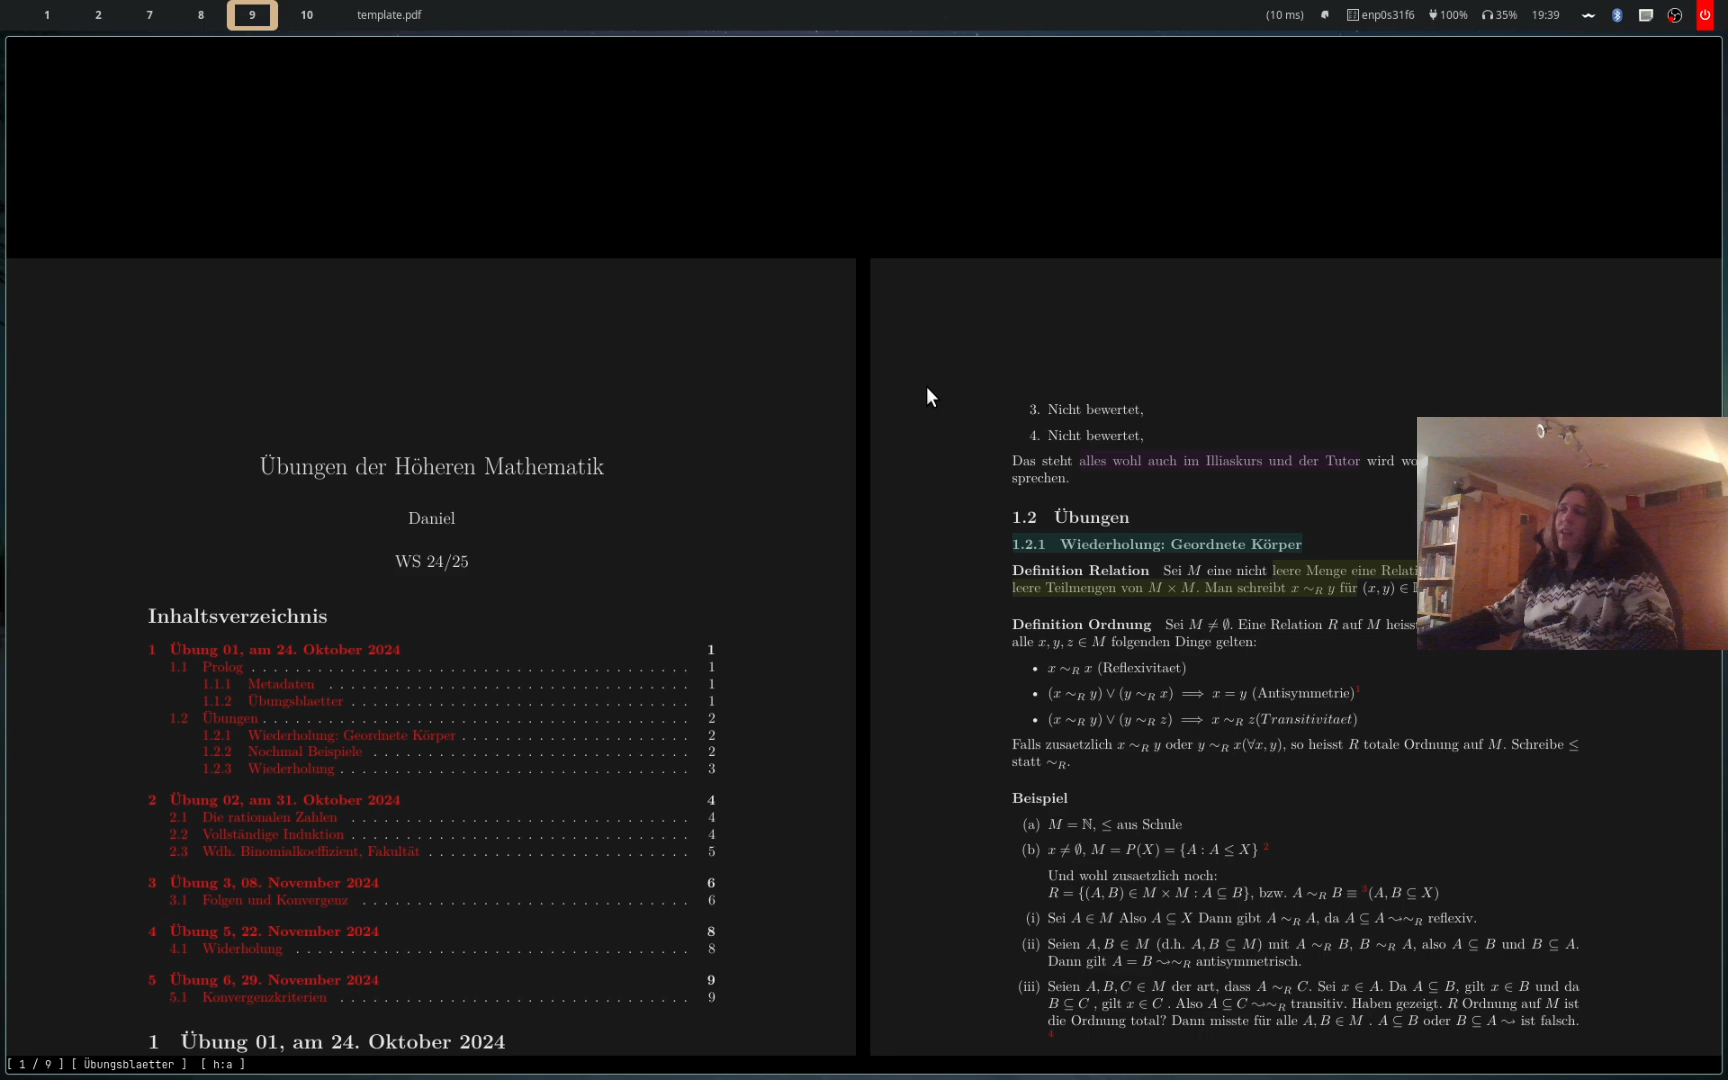 1 2 7 8 9 10 template.pdf (10 ms) enp0s31f6 100% 35% 19:39
Übungen der Höheren Mathematik
Daniel
WS 24/25
Inhaltsverzeichnis
1 Übung 01, am 24. Oktober 2024 1
1.1 Prolog 1
1.1.1 Metadaten 1
1.1.2 Übungsblaetter 1
1.2 Übungen 2
1.2.1 Wiederholung: Geordnete Körper 2
1.2.2 Nochmal Beispiele 2
1.2.3 Wiederholung 3
2 Übung 02, am 31. Oktober 2024 4
2.1 Die rationalen Zahlen 4
2.2 Vollständige Induktion 4
2.3 Wdh. Binomialkoeffizient, Fakultät 5
3 Übung 3, 08. November 2024 6
3.1 Folgen und Konvergenz 6
4 Übung 5, 22. November 2024 8
4.1 Widerholung 8
5 Übung 6, 29. November 2024 9
5.1 Konvergenzkriterien 9
1 Übung 01, am 24. Oktober 2024
3. Nicht bewertet,
4. Nicht bewertet,
Das steht alles wohl auch im Illiaskurs und der Tutor wird
sprechen.
1.2 Übungen
1.2.1 Wiederholung: Geordnete Körper
Definition Relation Sei M eine nicht leere Menge eine
leere Teilmengen von M × M. Man schreibt x ∼R y für (x, y) ∈
Definition Ordnung Sei M ≠ ∅. Eine Relation R auf M
alle x, y, z ∈ M folgenden Dinge gelten:
• x ∼R x (Reflexivitaet)
• (x ∼R y) ∨ (y ∼R x) ⟹ x = y (Antisymmetrie)1
• (x ∼R y) ∨ (y ∼R z) ⟹ x ∼R z(Transitivitaet)
Falls zusaetzlich x ∼R y oder y ∼R x(∀x, y), so heisst R totale Ordnung auf M. Schreibe ≤
statt ∼R.
Beispiel
(a) M = ℕ, ≤ aus Schule
(b) x ≠ ∅, M = P(X) = {A : A ≤ X} 2
Und wohl zusaetzlich noch:
R = {(A, B) ∈ M × M : A ⊆ B}, bzw. A ∼R B ≡ 3(A, B ⊆ X)
(i) Sei A ∈ M Also A ⊆ X Dann gibt A ∼R A, da A ⊆ A ⤳∼R reflexiv.
(ii) Seien A, B ∈ M (d.h. A, B ⊆ M) mit A ∼R B, B ∼R A, also A ⊆ B und B ⊆ A.
Dann gilt A = B ⤳∼R antisymmetrisch.
(iii) Seien A, B, C ∈ M der art, dass A ∼R C. Sei x ∈ A. Da A ⊆ B, gilt x ∈ B und da
B ⊆ C , gilt x ∈ C . Also A ⊆ C ⤳∼R transitiv. Haben gezeigt. R Ordnung auf M ist
die Ordnung total? Dann misste für alle A, B ∈ M . A ⊆ B oder B ⊆ A ⤳ ist falsch.
4
[ 1 / 9 ] [ Übungsblaetter ] [ h:a ]